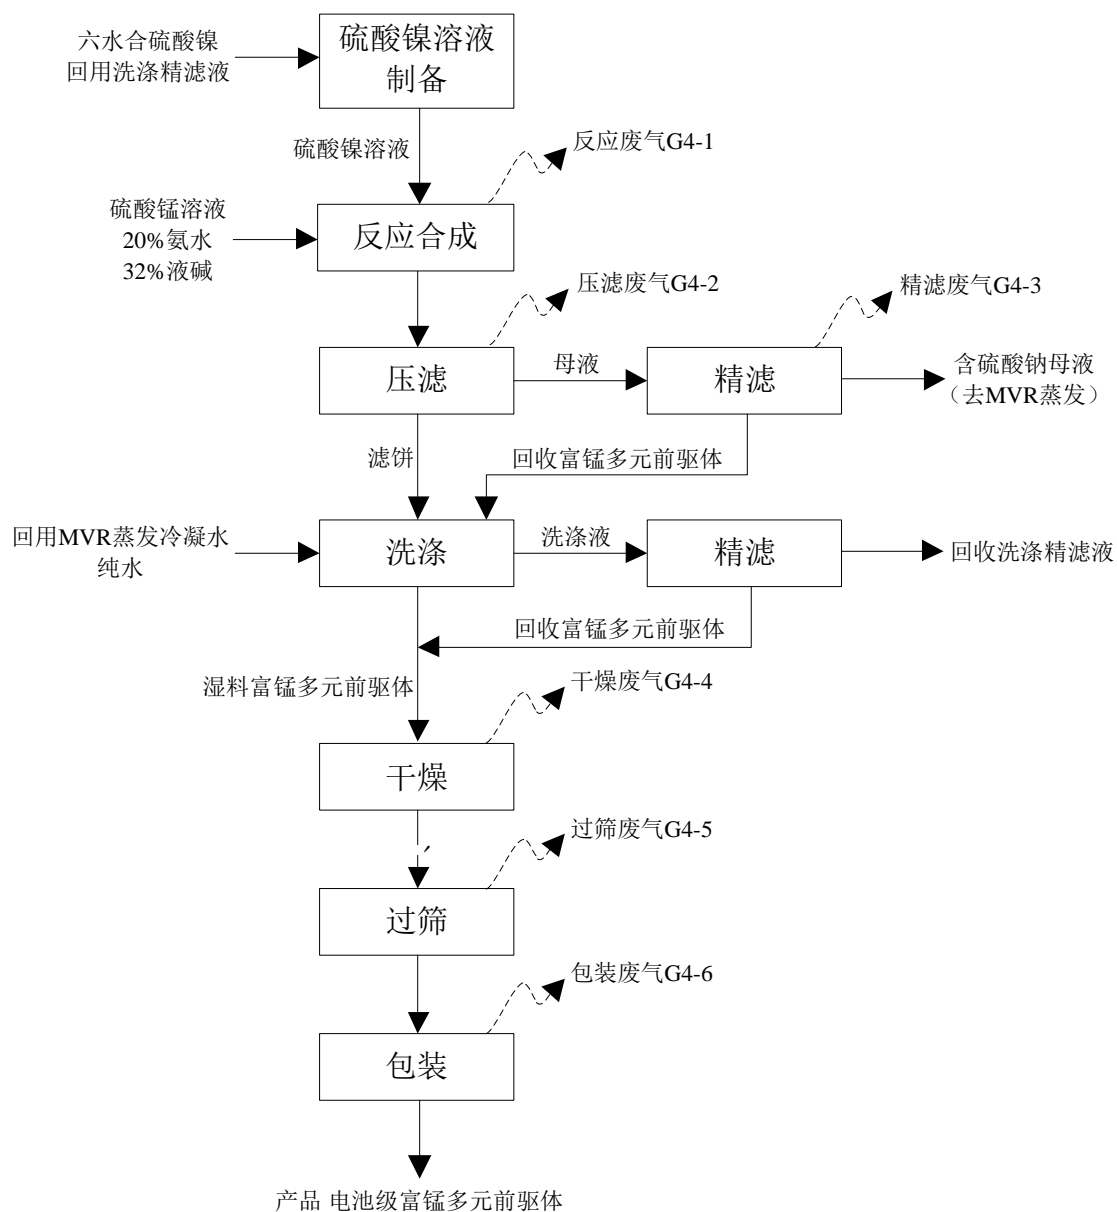 六水合硫酸镍
回用洗涤精滤液
硫酸镍溶液
制备
硫酸镍溶液
反应废气G4-1
硫酸锰溶液
20%氨水
32%液碱
反应合成
压滤废气G4-2
精滤废气G4-3
压滤
母液
精滤
含硫酸钠母液
（去MVR蒸发）
滤饼
回收富锰多元前驱体
回用MVR蒸发冷凝水
纯水
洗涤
洗涤液
精滤
回收洗涤精滤液
回收富锰多元前驱体
湿料富锰多元前驱体
干燥废气G4-4
干燥
过筛废气G4-5
过筛
包装废气G4-6
包装
产品 电池级富锰多元前驱体